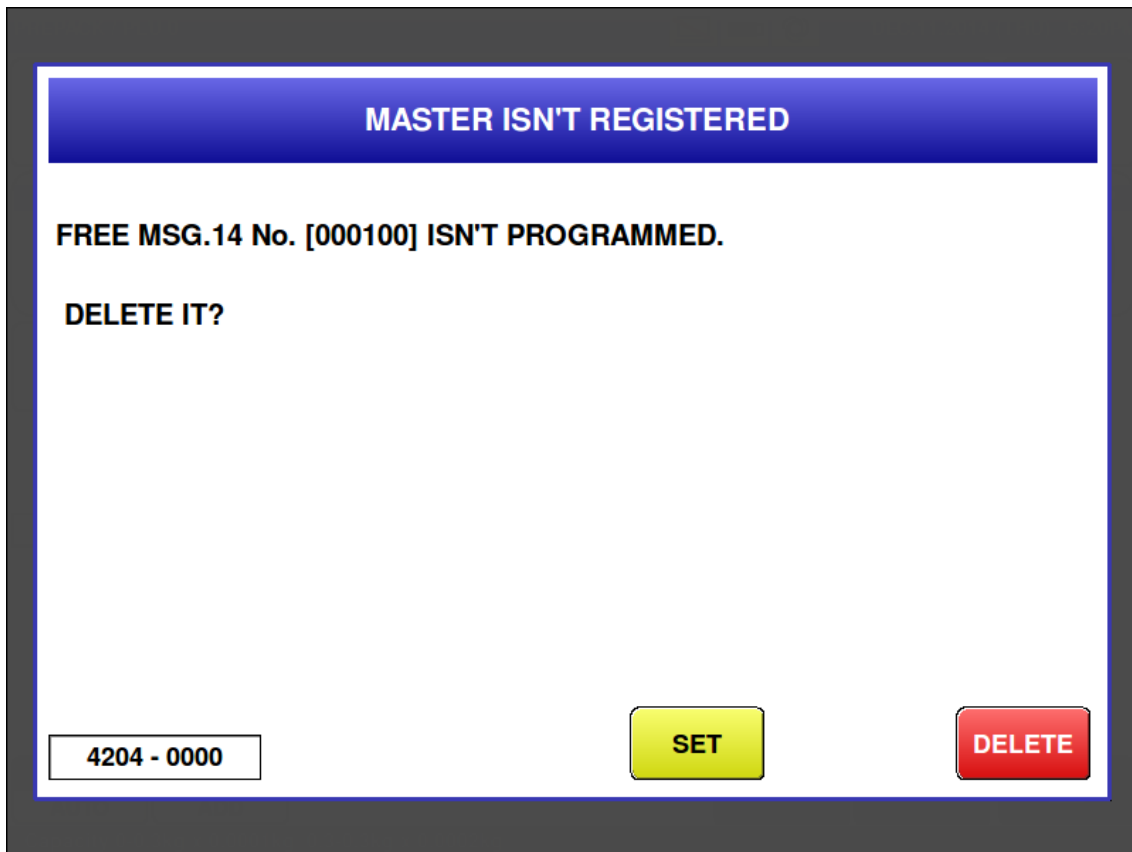 MASTER ISN'T REGISTERED
FREE MSG.14 No. [000100] ISN'T PROGRAMMED.
DELETE IT?
4204 - 0000
SET
DELETE